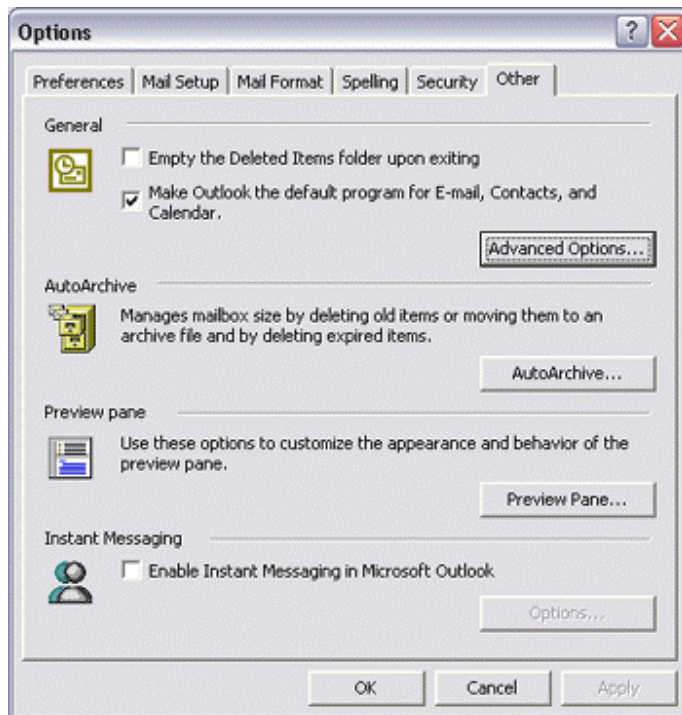 Options
Preferences Mail Setup Mail Format Spelling Security Other
General
Empty the Deleted Items folder upon exiting
Make Outlook the default program for E-mail, Contacts, and
Calendar.
Advanced Options...
AutoArchive
Manages mailbox size by deleting old items or moving them to an
archive file and by deleting expired items.
AutoArchive...
Preview pane
Use these options to customize the appearance and behavior of the
preview pane.
Preview Pane...
Instant Messaging
Enable Instant Messaging in Microsoft Outlook
Options...
OK Cancel Apply